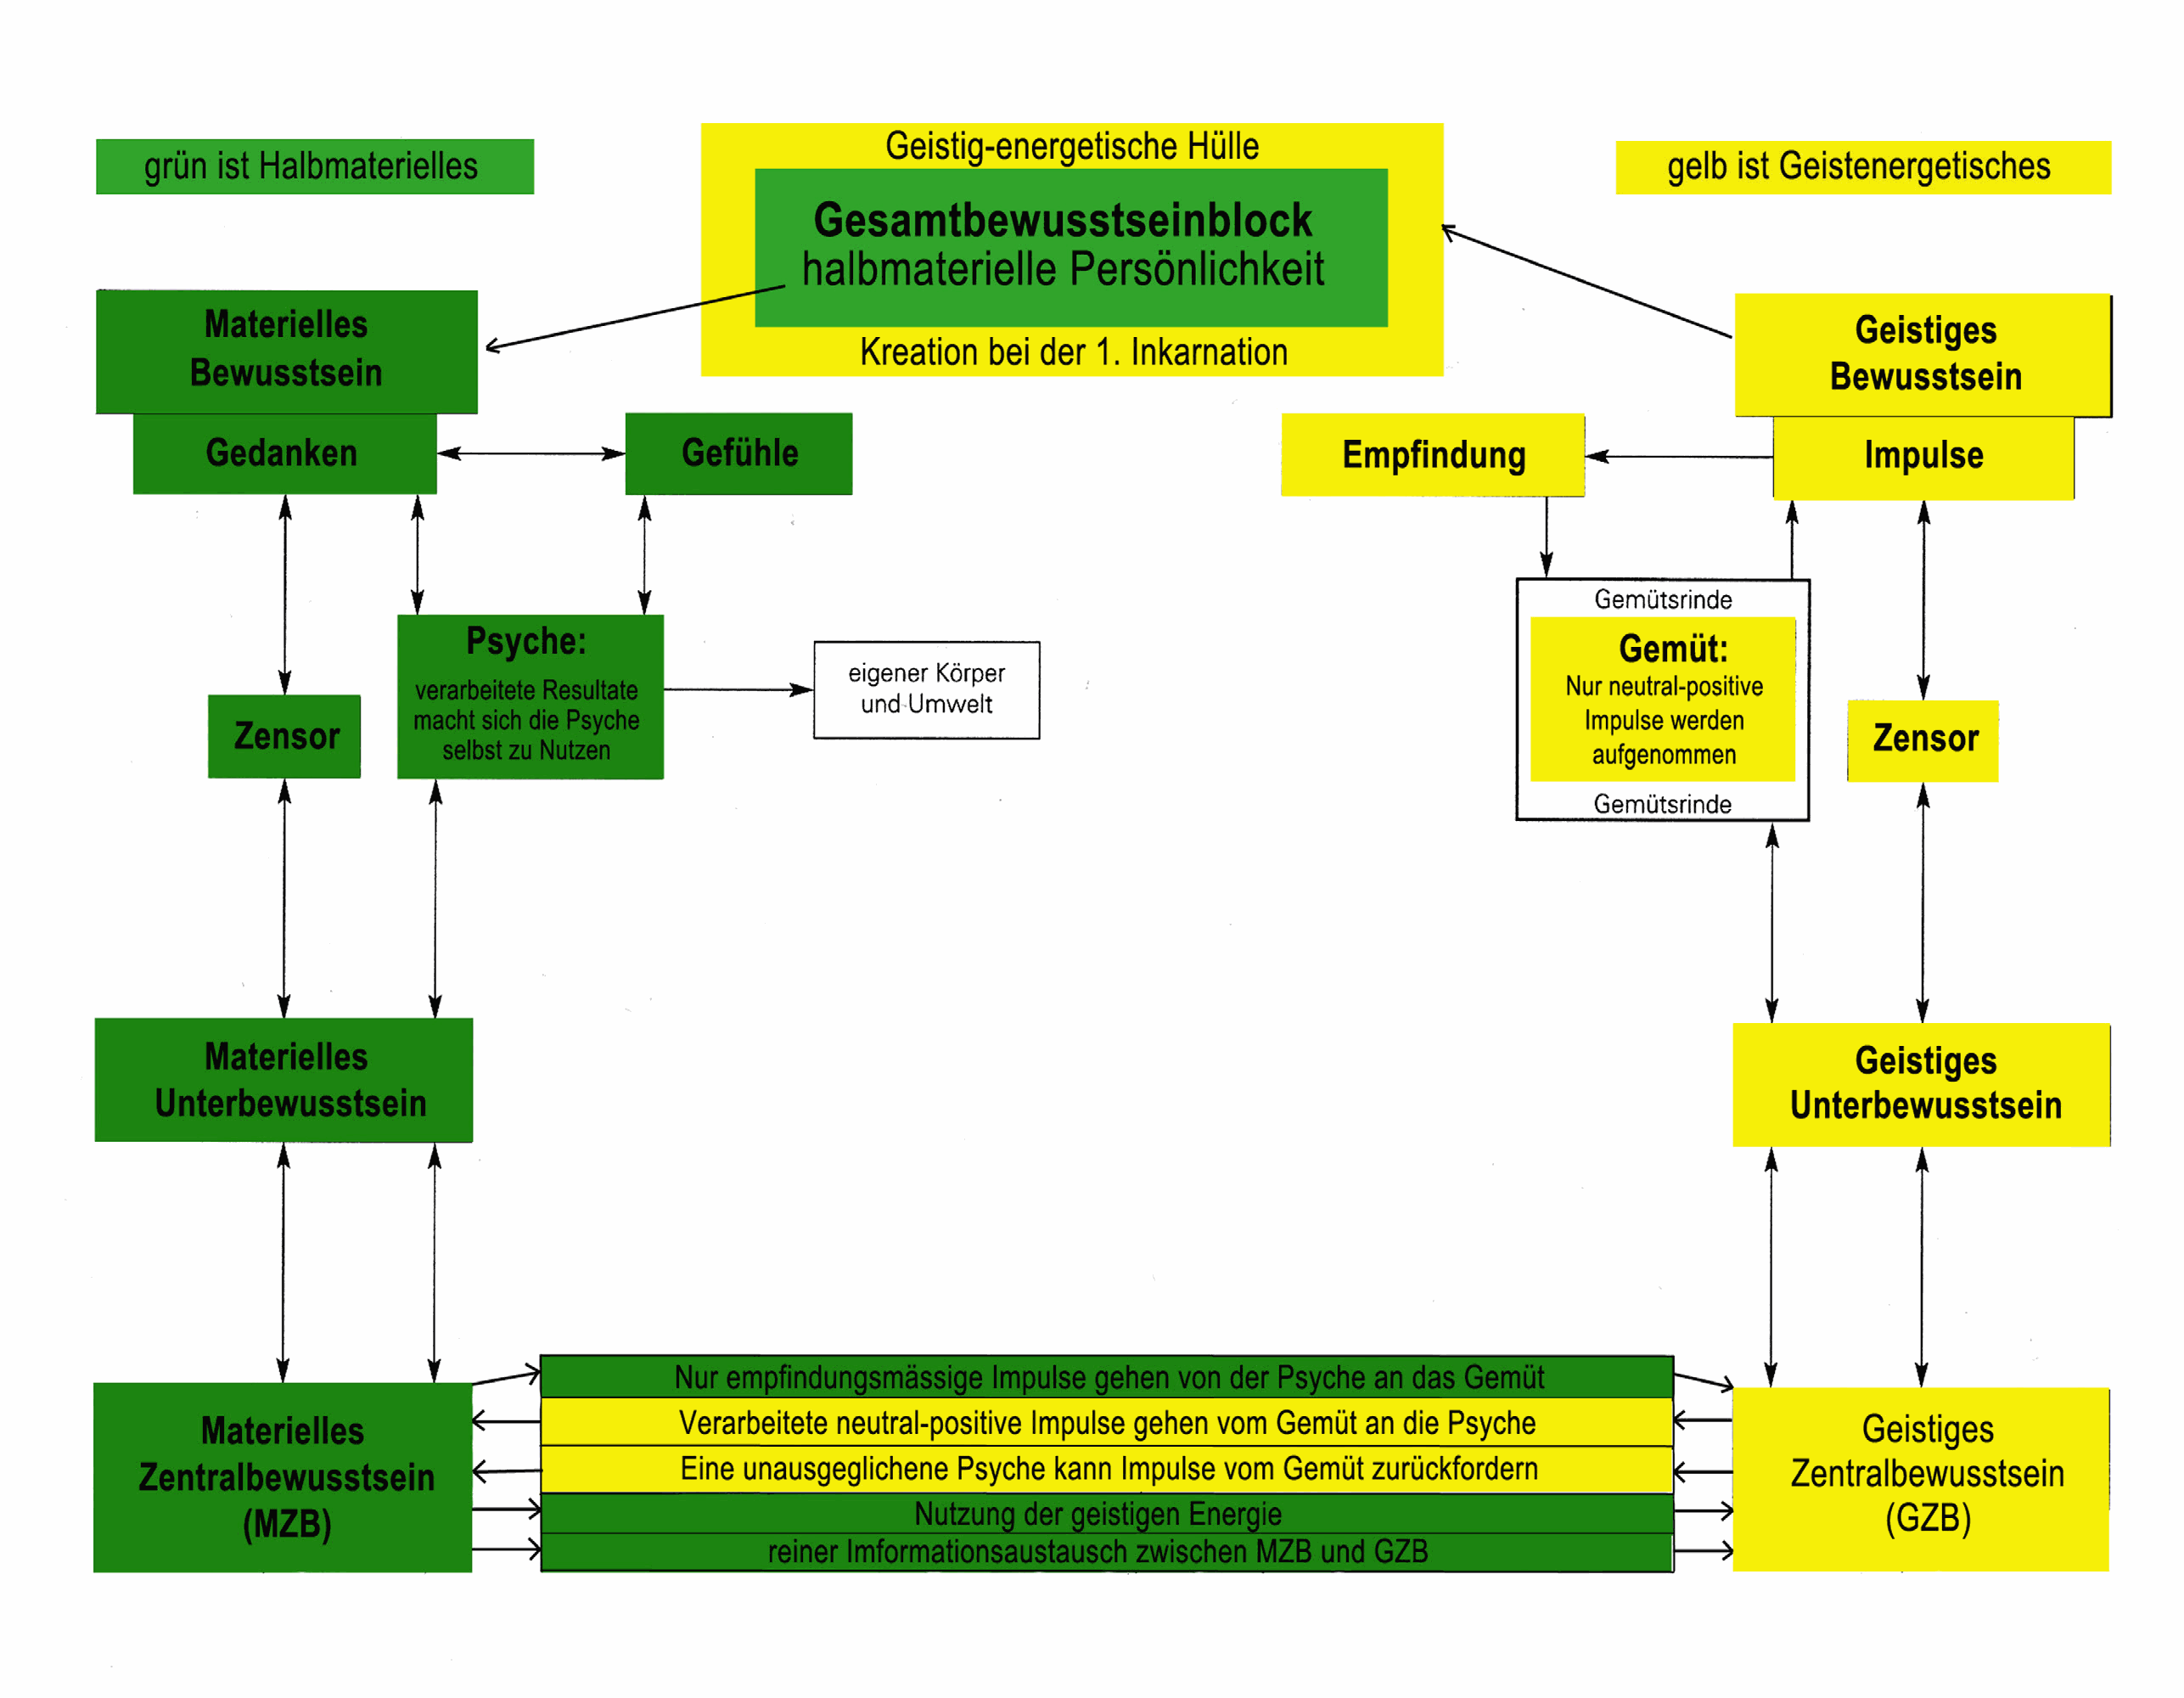 grün ist Halbmaterielles
Geistig-energetische Hülle
Gesamtbewusstseinblock
halbmaterielle Persönlichkeit
Kreation bei der 1. Inkarnation
gelb ist Geistenergetisches
Materielles
Bewusstsein
Gedanken
Gefühle
Empfindung
Geistiges
Bewusstsein
Impulse
Zensor
Psyche:
verarbeitete Resultate
macht sich die Psyche
selbst zu Nutzen
eigener Körper
und Umwelt
Gemütsrinde
Gemüt:
Nur neutral-positive
Impulse werden
aufgenommen
Gemütsrinde
Zensor
Materielles
Unterbewusstsein
Geistiges
Unterbewusstsein
Materielles
Zentralbewusstsein
(MZB)
Nur empfindungsmässige Impulse gehen von der Psyche an das Gemüt
Verarbeitete neutral-positive Impulse gehen vom Gemüt an die Psyche
Eine unausgeglichene Psyche kann Impulse vom Gemüt zurückfordern
Nutzung der geistigen Energie
reiner Imformationsaustausch zwischen MZB und GZB
Geistiges
Zentralbewusstsein
(GZB)